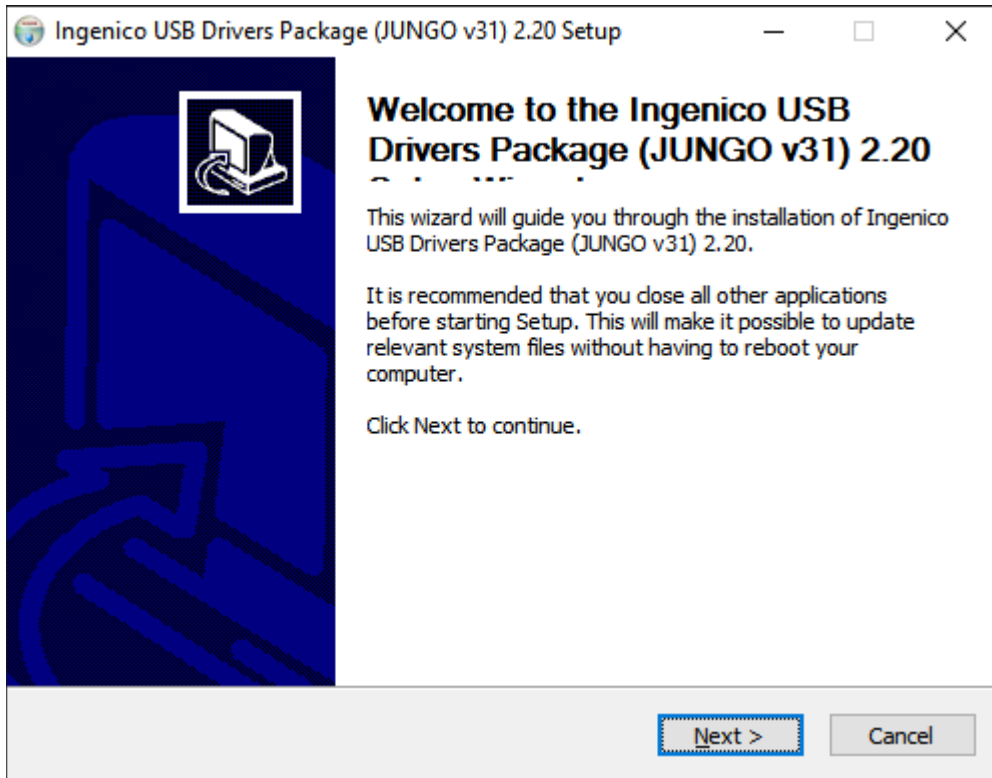 Ingenico USB Drivers Package (JUNGO v31) 2.20 Setup
Welcome to the Ingenico USB
Drivers Package (JUNGO v31) 2.20
This wizard will guide you through the installation of Ingenico
USB Drivers Package (JUNGO v31) 2.20.
It is recommended that you close all other applications
before starting Setup. This will make it possible to update
relevant system files without having to reboot your
computer.
Click Next to continue.
Next >
Cancel